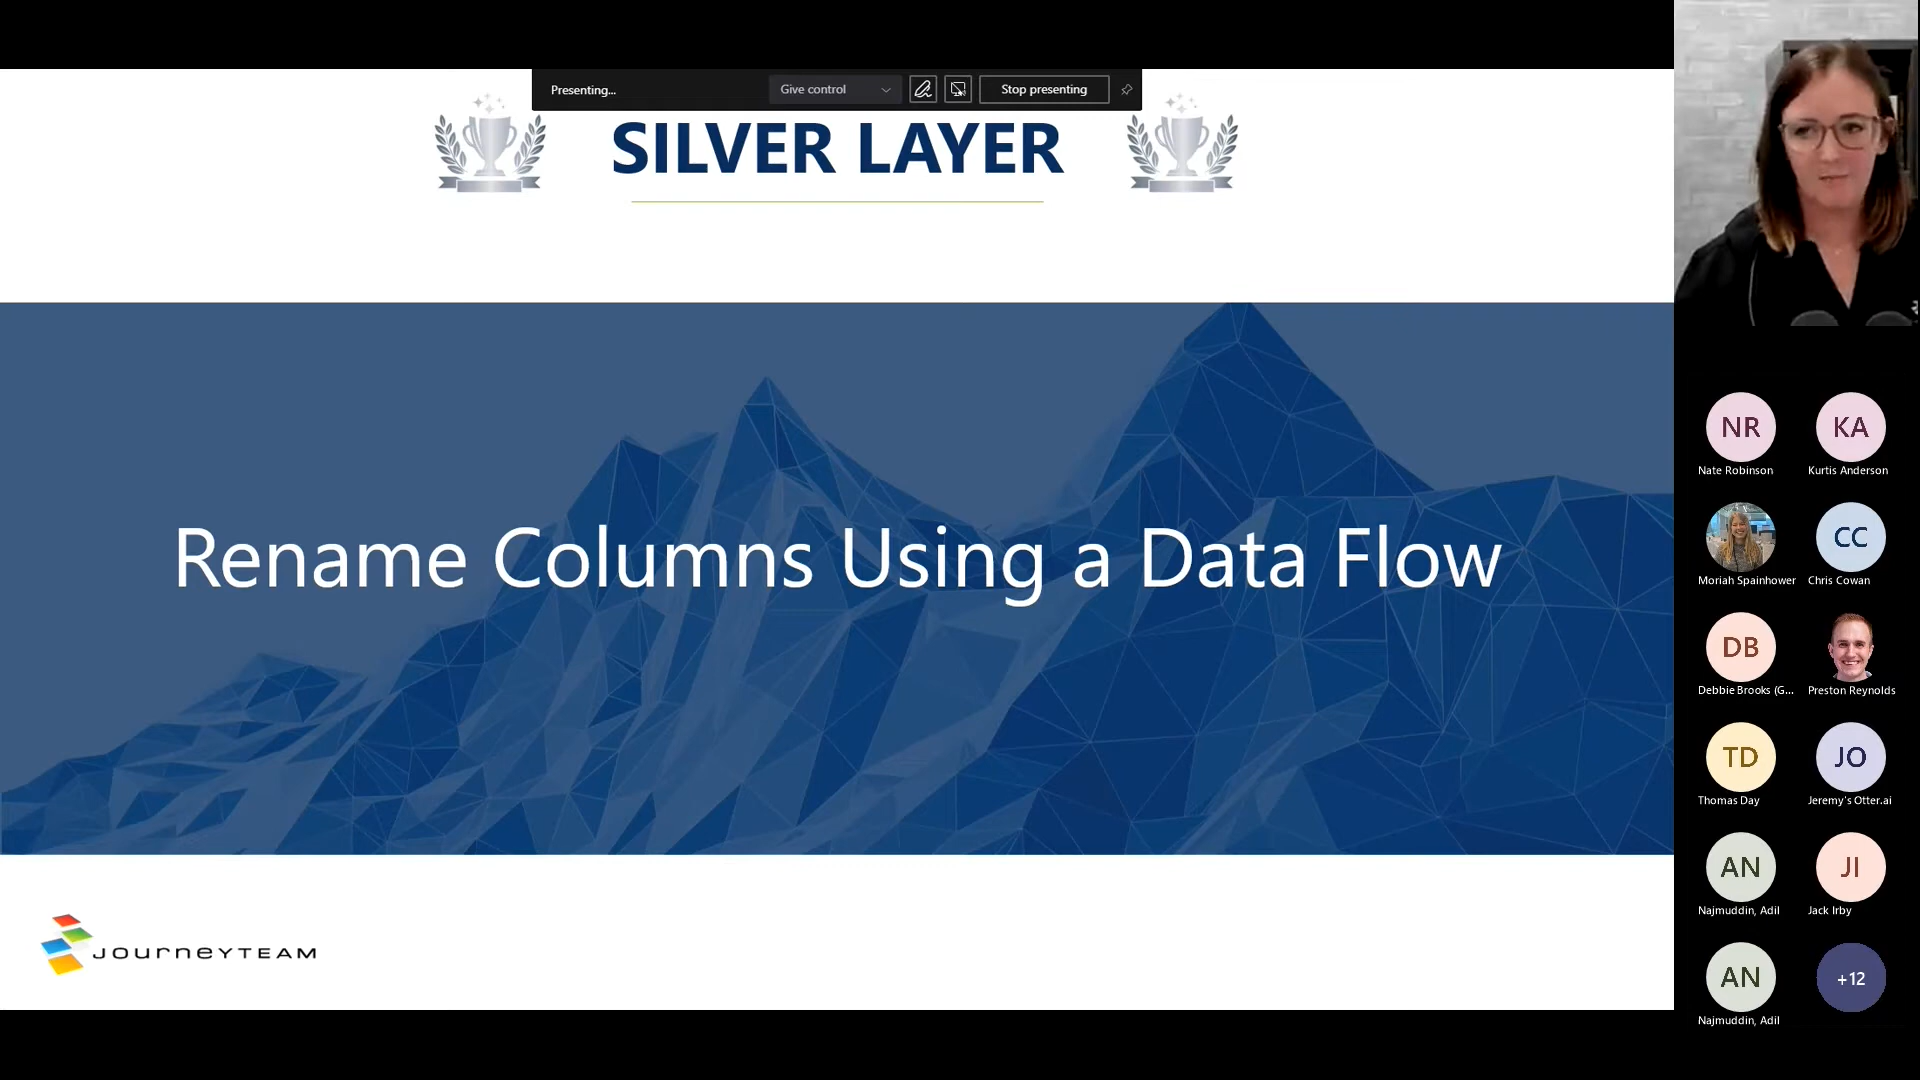 Presenting...
Give control
Stop presenting
SILVER LAYER
Rename Columns Using a Data Flow
JOURNEYTEAM
NR
KA
Nate Robinson
Kurtis Anderson
CC
Moriah Spainhower
Chris Cowan
DB
Debbie Brooks (G...
Preston Reynolds
TD
JO
Thomas Day
Jeremy's Otter.ai
AN
JI
Najmuddin, Adil
Jack Irby
AN
+12
Najmuddin, Adil